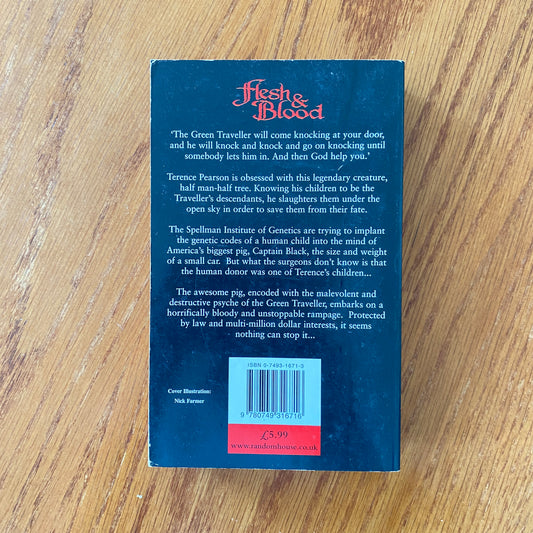 Flesh &
Blood
'The Green Traveller will come knocking at your door,
and he will knock and knock and go on knocking until
somebody lets him in. And then God help you.'
Terence Pearson is obsessed with this legendary creature,
half man-half tree. Knowing his children to be the
Traveller's descendants, he slaughters them under the
open sky in order to save them from their fate.
The Spellman Institute of Genetics are trying to implant
the genetic codes of a human child into the mind of
America's biggest pig, Captain Black, the size and weight
of a small car. But what the surgeons don't know is that
the human donor was one of Terence's children...
The awesome pig, encoded with the malevolent and
destructive psyche of the Green Traveller, embarks on a
horrifically bloody and unstoppable rampage. Protected
by law and multi-million dollar interests, it seems
nothing can stop it...
ISBN 0-7493-1671-3
Cover Illustration:
Nick Farmer
9 780749 316716
£5.99
www.randomhouse.co.uk